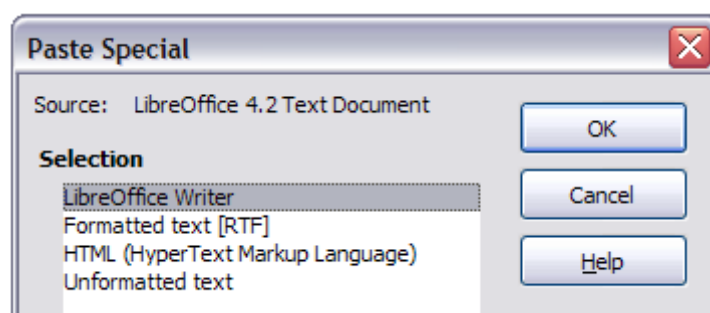 Paste Special
Source: LibreOffice 4.2 Text Document
OK
Selection
LibreOffice Writer
Cancel
Formatted text [RTF]
HTML (HyperText Markup Language)
Help
Unformatted text